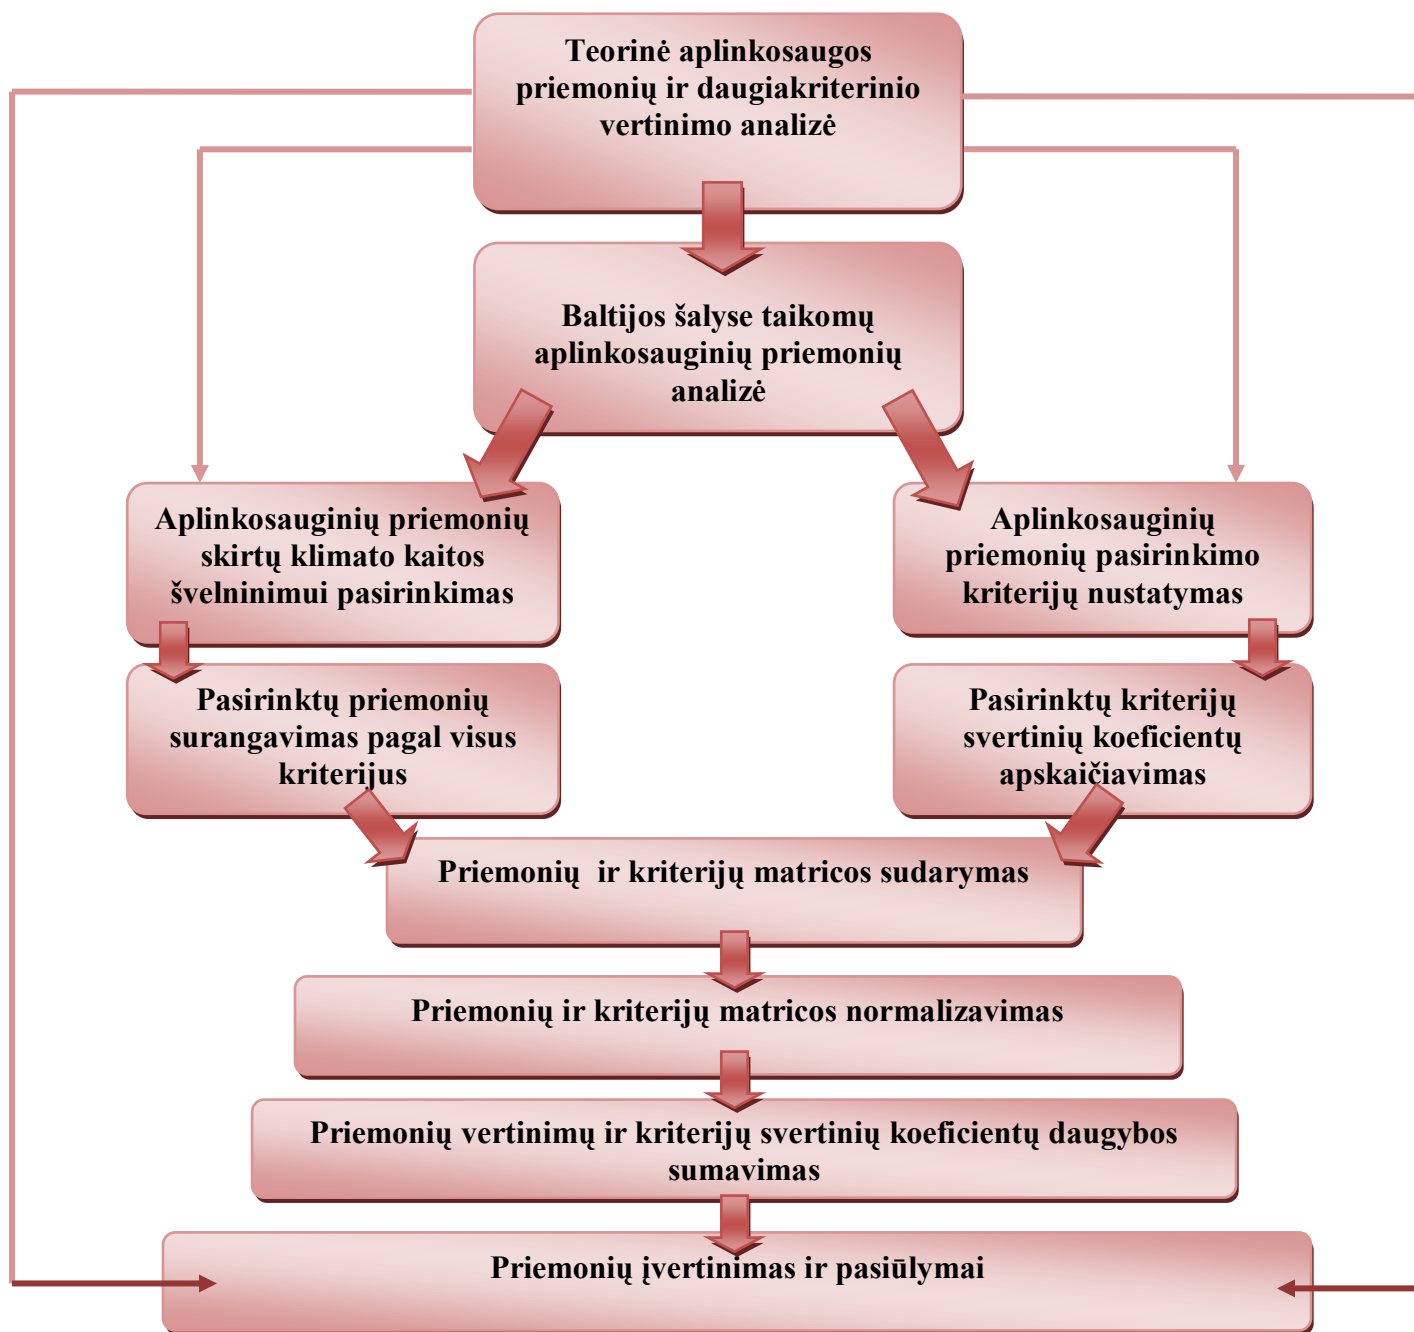 Teorinė aplinkosaugos
priemonių ir daugiakriterinio
vertinimo analizė
Baltijos šalyse taikomų
aplinkosauginių priemonių
analizė
Aplinkosauginių priemonių
skirtų klimato kaitos
švelninimui pasirinkimas
Aplinkosauginių
priemonių pasirinkimo
kriterijų nustatymas
Pasirinktų priemonių
surangavimas pagal visus
kriterijus
Pasirinktų kriterijų
svertinių koeficientų
apskaičiavimas
Priemonių ir kriterijų matricos sudarymas
Priemonių ir kriterijų matricos normalizavimas
Priemonių vertinimų ir kriterijų svertinių koeficientų daugybos
sumavimas
Priemonių įvertinimas ir pasiūlymai